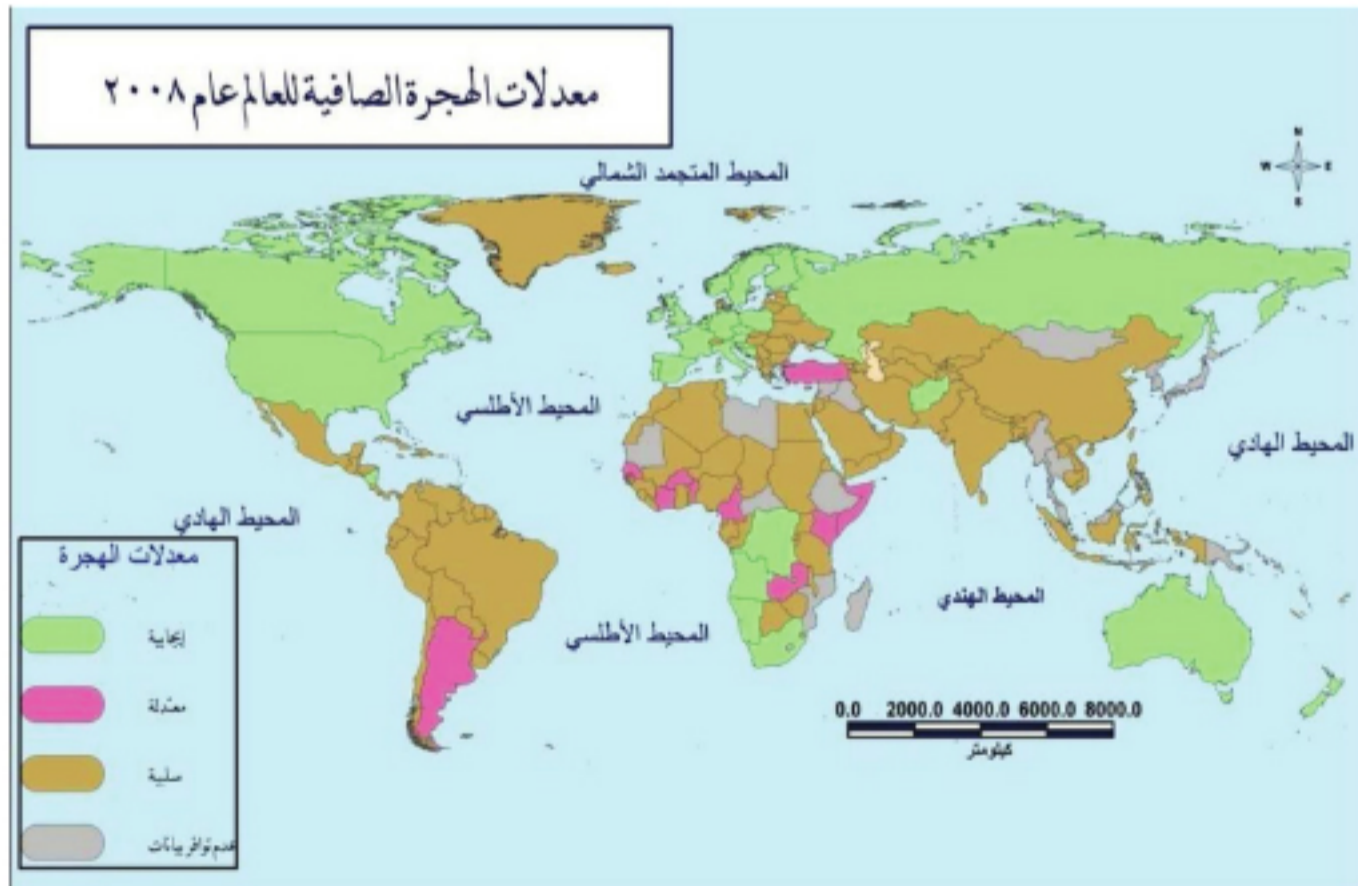 معدلات الهجرة الصافية للعالم عام ٢٠٠٨
المحيط المتجمد الشمالي
N
W E
S
المحيط الأطلسي
المحيط الهادي
المحيط الهادي
المحيط الهندي
المحيط الأطلسي
معدلات الهجرة
إيجابية
معتدلة
سلبية
عدم توافر بيانات
0.0 2000.0 4000.0 6000.0 8000.0
كيلومتر